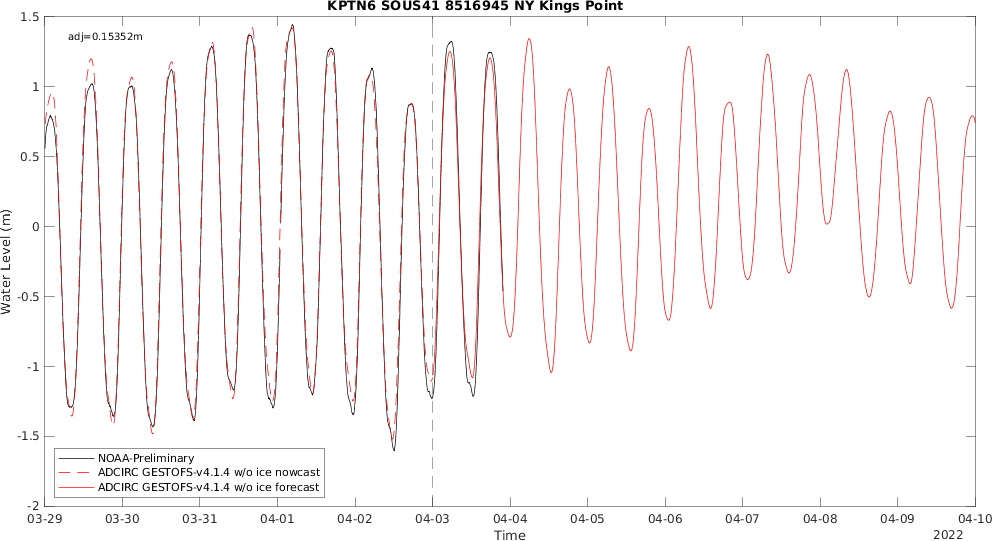 KPTN6 SOUS41 8516945 NY Kings Point
adj=0.15352m
1.5
1
0.5
0
-0.5
-1
-1.5
-2
Water Level (m)
NOAA-Preliminary
ADCIRC GESTOFS-v4.1.4 w/o ice nowcast
ADCIRC GESTOFS-v4.1.4 w/o ice forecast
03-29 03-30 03-31 04-01 04-02 04-03 04-04 04-05 04-06 04-07 04-08 04-09 04-10
Time
2022